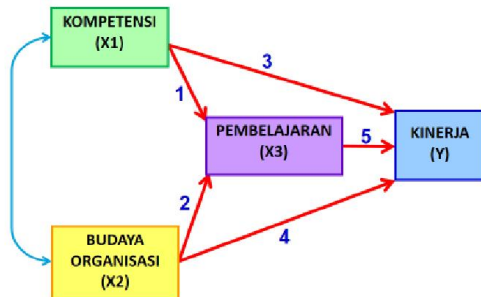 KOMPETENSI
(X1)
3
1
PEMBELAJARAN
(X3)
5
KINERJA
(Y)
2
BUDAYA
ORGANISASI
(X2)
4